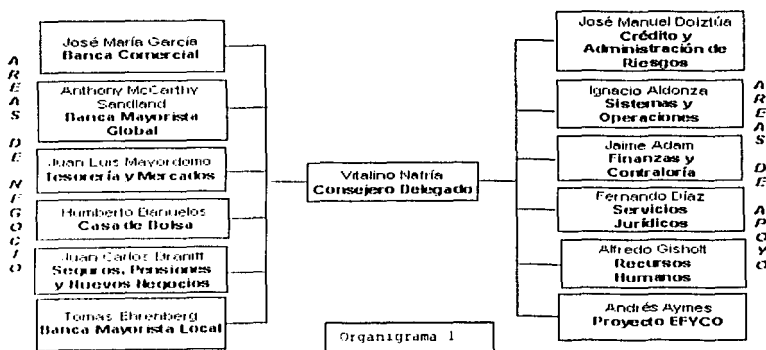 AREAS DE NEGOCIO
José María García
Banca Comercial
Anthony McCarthy
Sandland
Banca Mayorista
Global
Juan Luis Mayordomo
Tesorería y Mercados
Humberto Banuelos
Casa de Bolsa
Juan Carlos Braniff
Seguros, Pensiones
y Nuevos Negocios
Tomas Ehrenberg
Banca Mayorista Local
Vitalino Nafría
Consejero Delegado
José Manuel Doiztúa
Crédito y
Administración de
Riesgos
Ignacio Aldonza
Sistemas y
Operaciones
Jaime Adam
Finanzas y
Contraloría
Fernando Díaz
Servicios
Jurídicos
Alfredo Gisholt
Recursos
Humanos
Andrés Aymes
Proyecto EFYCO
AREAS DE APOYO
Organigrama 1